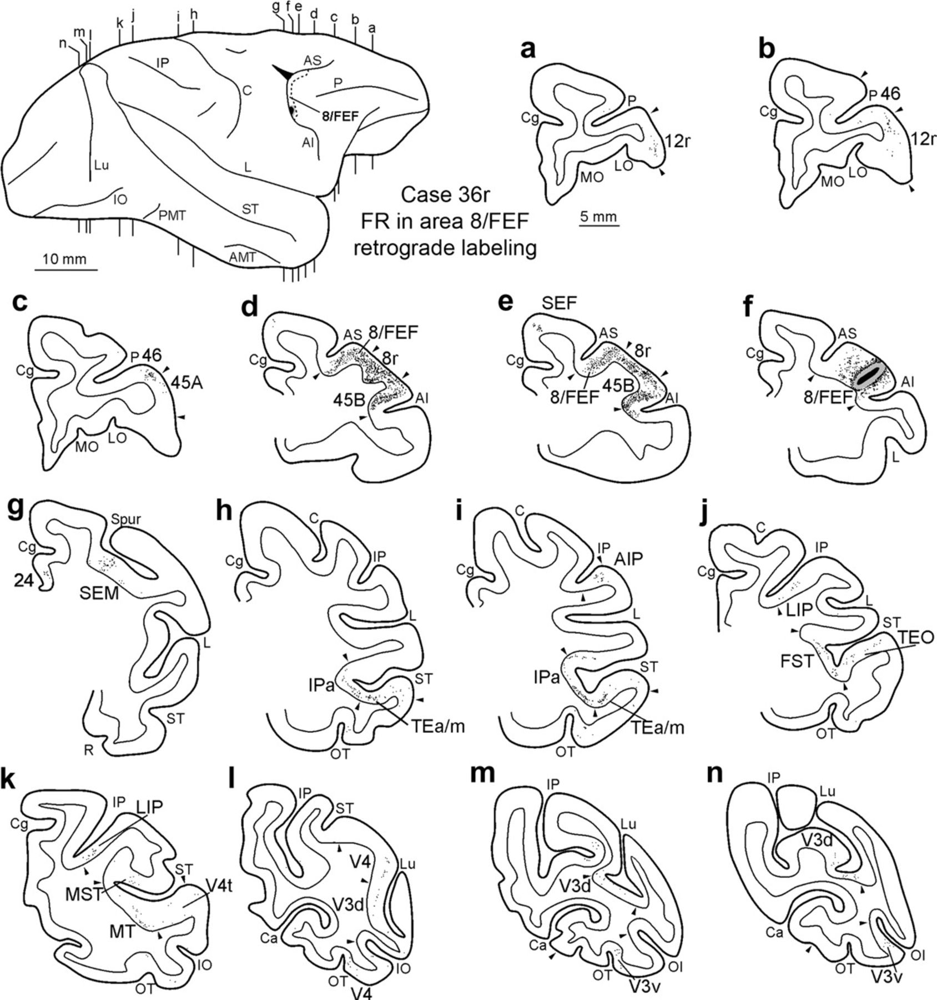 g f e d c b a
n m l k j i h
IP
C
AS
P
8/FEF
AI
Lu
L
IO
PMT
ST
AMT
10 mm
Case 36r
FR in area 8/FEF
retrograde labeling
a
Cg
P
12r
LO
MO
5 mm
b
Cg
P 46
12r
LO
MO
c
Cg
P 46
45A
LO
MO
d
AS
8/FEF
8r
Cg
45B
AI
e
SEF
AS
8r
Cg
8/FEF
45B
AI
f
AS
Cg
8/FEF
AI
L
g
Spur
Cg
24
SEM
L
ST
R
h
C
Cg
IP
L
IPa
ST
TEa/m
OT
i
C
Cg
IP
AIP
L
IPa
ST
TEa/m
OT
j
C
IP
Cg
LIP
L
ST
TEO
FST
OT
k
IP
LIP
Cg
MST
ST
V4t
MT
IO
OT
l
IP
ST
V4
Lu
V3d
Ca
IO
OT
V4
m
IP
Lu
V3d
Ca
OT
OI
V3v
n
IP
Lu
V3d
Ca
OT
OI
V3v